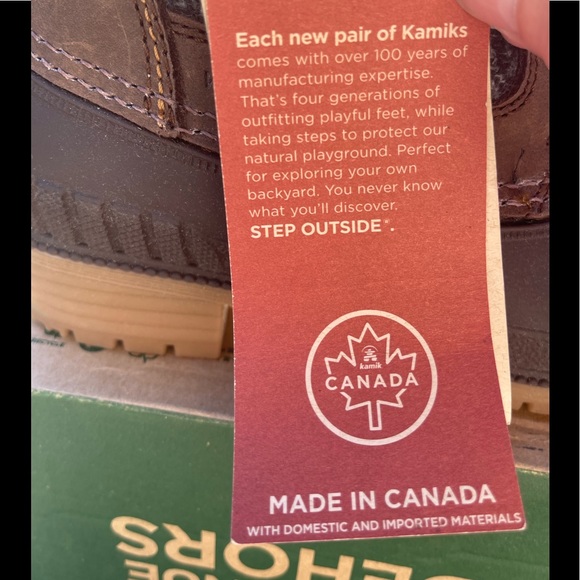 Each new pair of Kamiks
comes with over 100 years of
manufacturing expertise.
That's four generations of
outfitting playful feet, while
taking steps to protect our
natural playground. Perfect
for exploring your own
backyard. You never know
what you'll discover.
STEP OUTSIDE*.
kamik
CANADA
MADE IN CANADA
WITH DOMESTIC AND IMPORTED MATERIALS